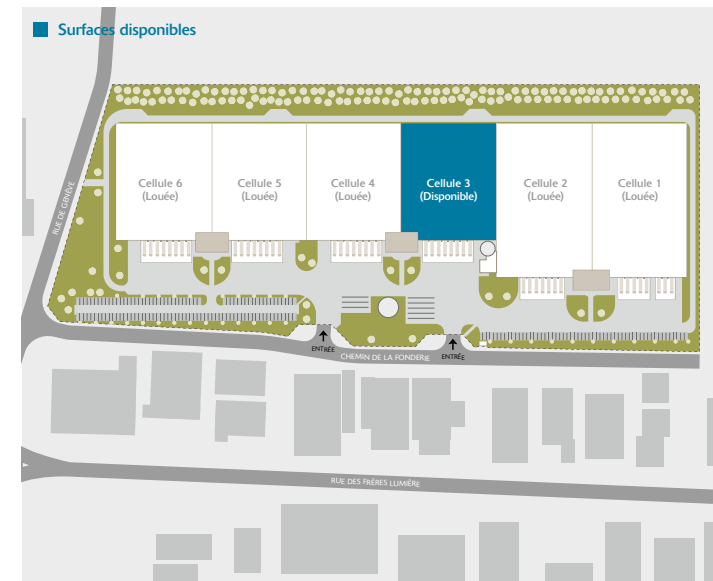 Surfaces disponibles
Cellule 6
(Louée)
Cellule 5
(Louée)
Cellule 4
(Louée)
Cellule 3
(Disponible)
Cellule 2
(Louée)
Cellule 1
(Louée)
RUE DE GENÈVE
ENTRÉE
CHEMIN DE LA FONDERIE
ENTRÉE
RUE DES FRÈRES LUMIÈRE